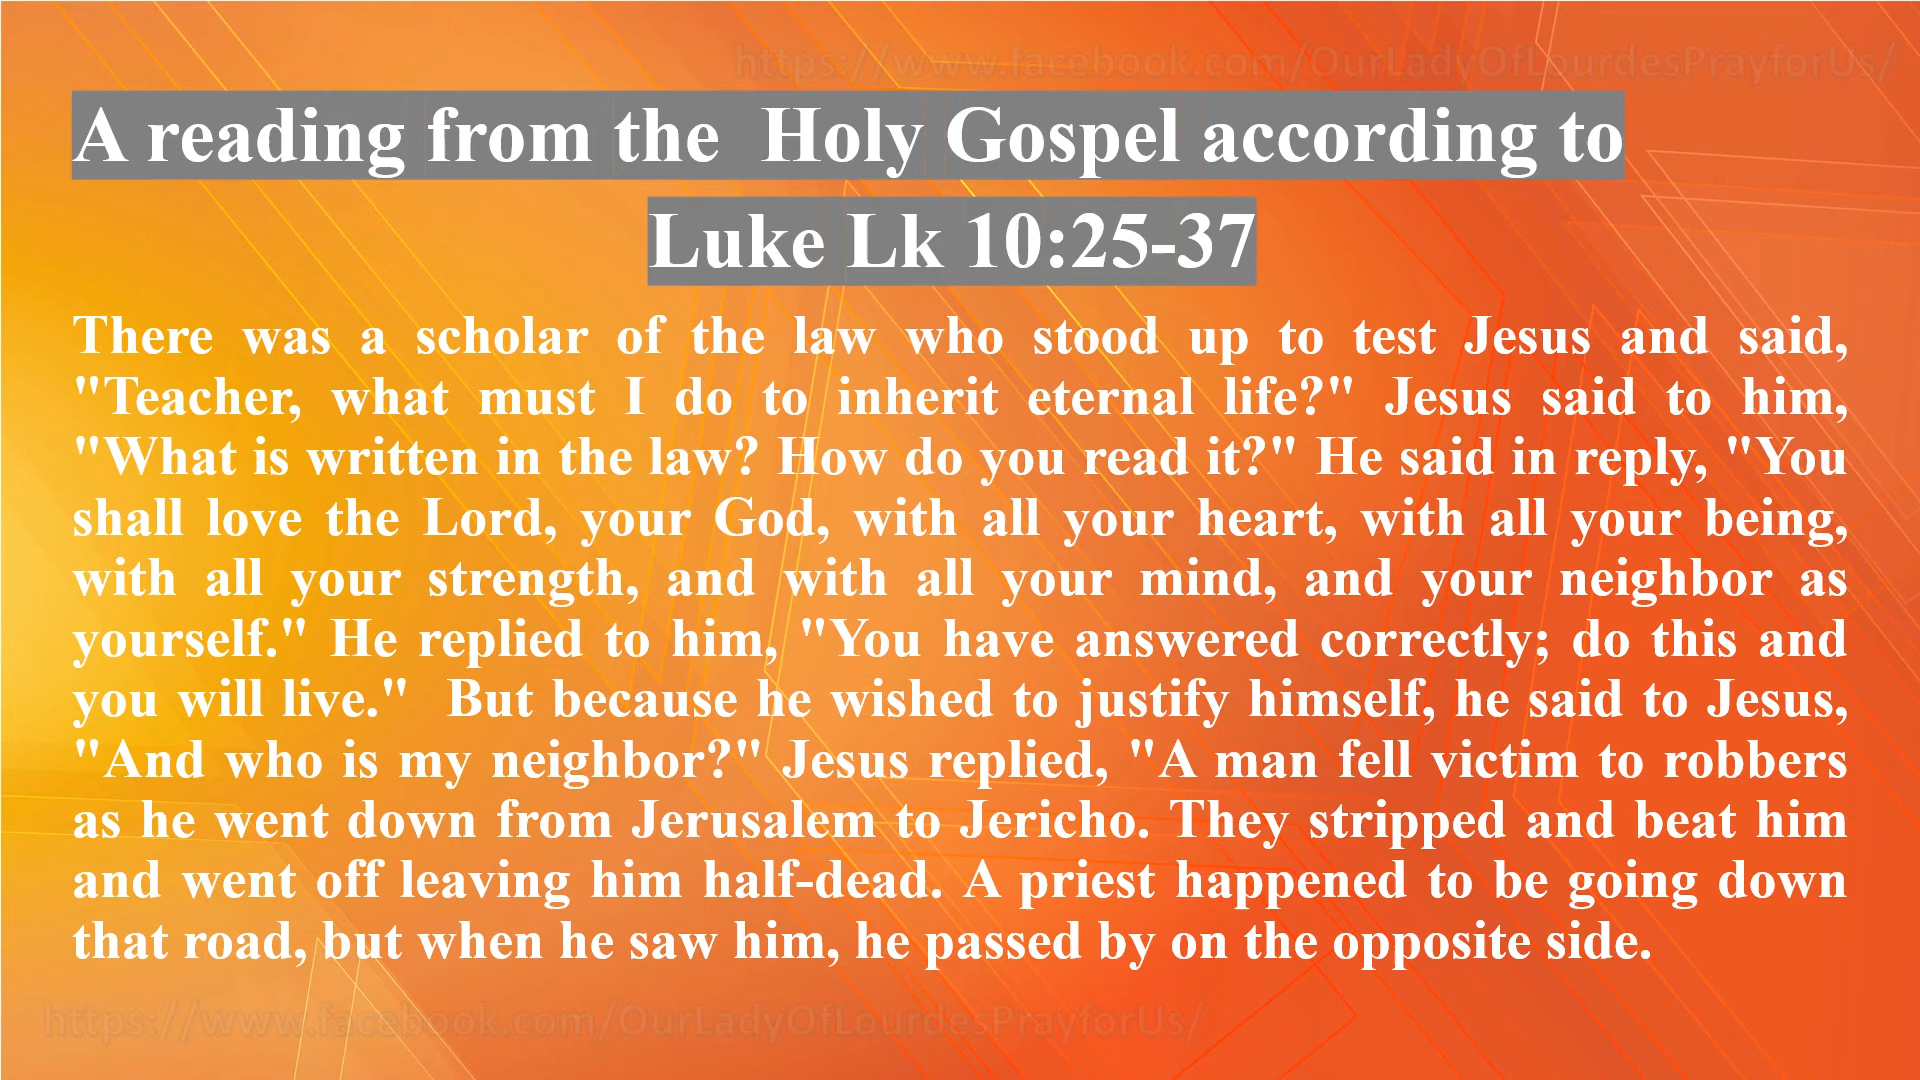 https://www.facebook.com/OurLadyOfLourdesPrayforUs/
A reading from the  Holy Gospel according to
Luke Lk 10:25-37
There was a scholar of the law who stood up to test Jesus and said,
"Teacher, what must I do to inherit eternal life?" Jesus said to him,
"What is written in the law? How do you read it?" He said in reply, "You
shall love the Lord, your God, with all your heart, with all your being,
with all your strength, and with all your mind, and your neighbor as
yourself." He replied to him, "You have answered correctly; do this and
you will live."  But because he wished to justify himself, he said to Jesus,
"And who is my neighbor?" Jesus replied, "A man fell victim to robbers
as he went down from Jerusalem to Jericho. They stripped and beat him
and went off leaving him half-dead. A priest happened to be going down
that road, but when he saw him, he passed by on the opposite side.
https://www.facebook.com/OurLadyOfLourdesPrayforUs/